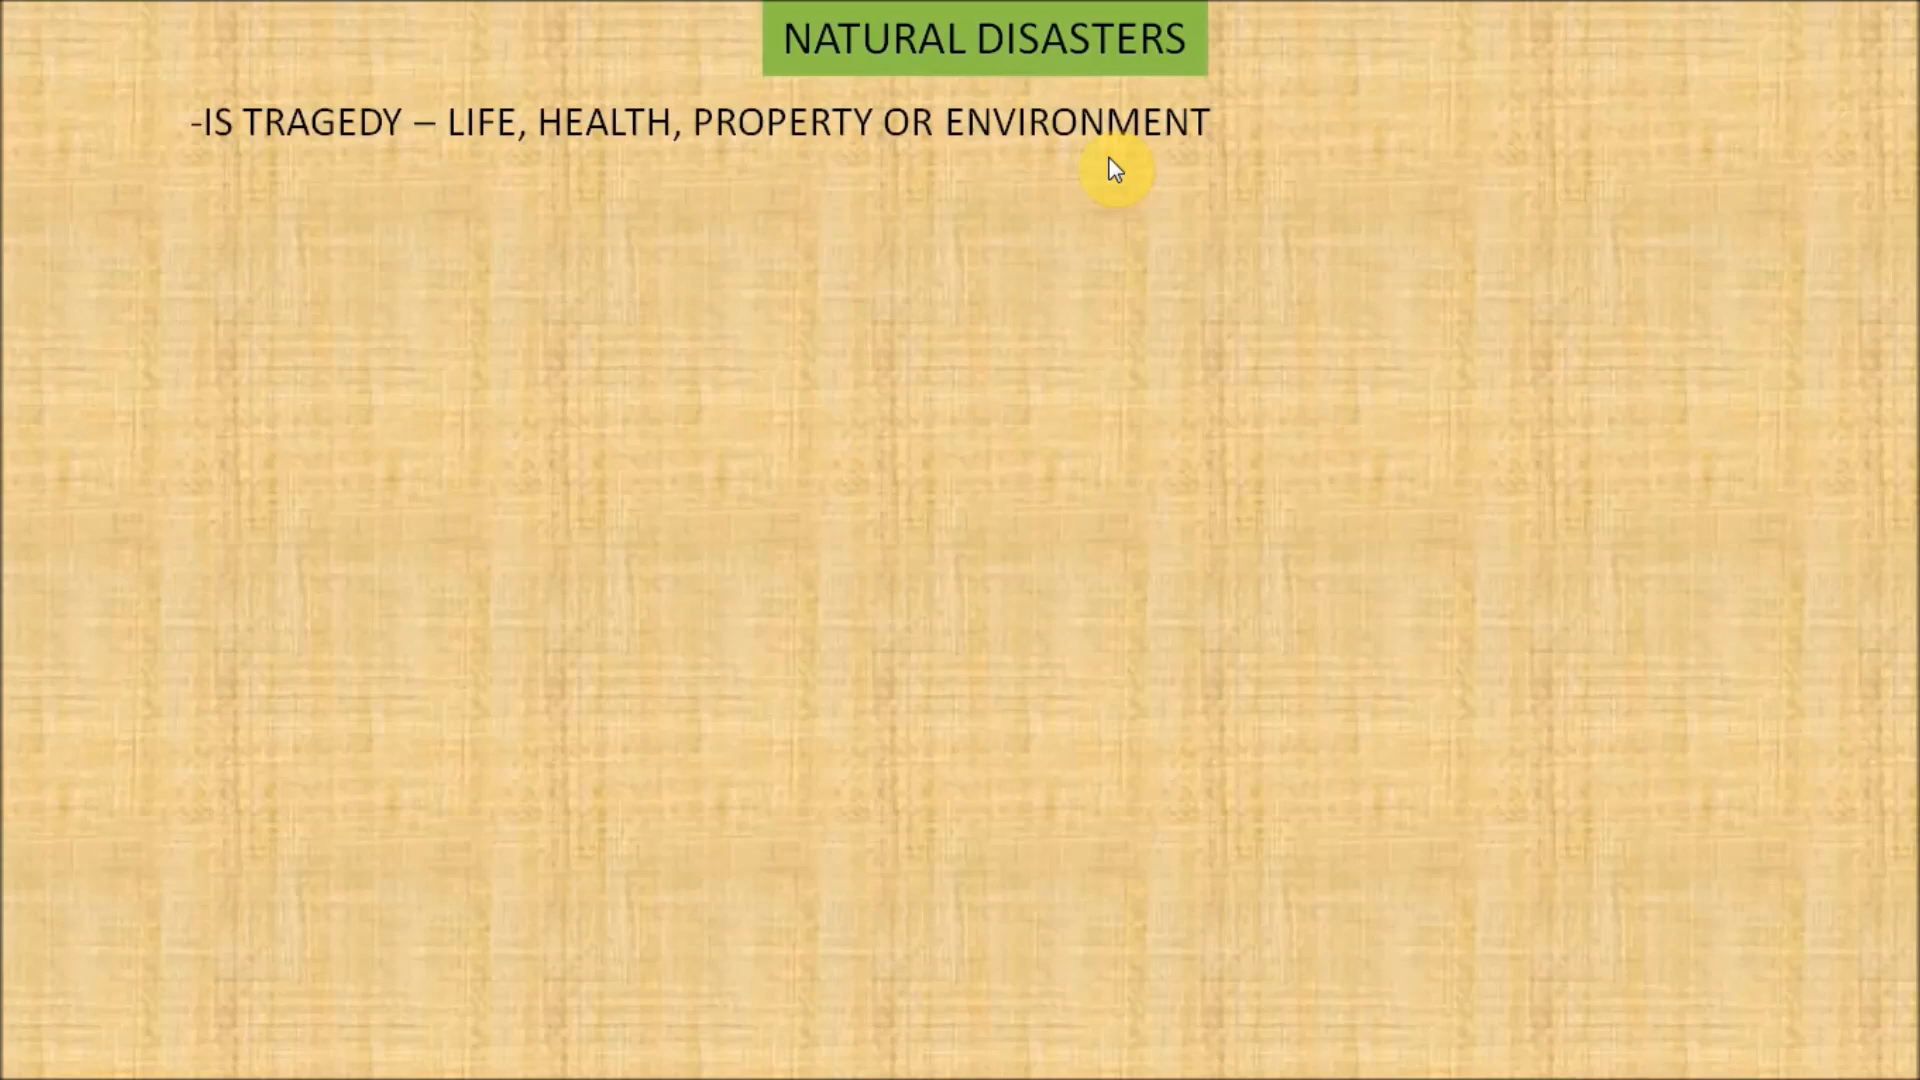 NATURAL DISASTERS
-IS TRAGEDY – LIFE, HEALTH, PROPERTY OR ENVIRONMENT